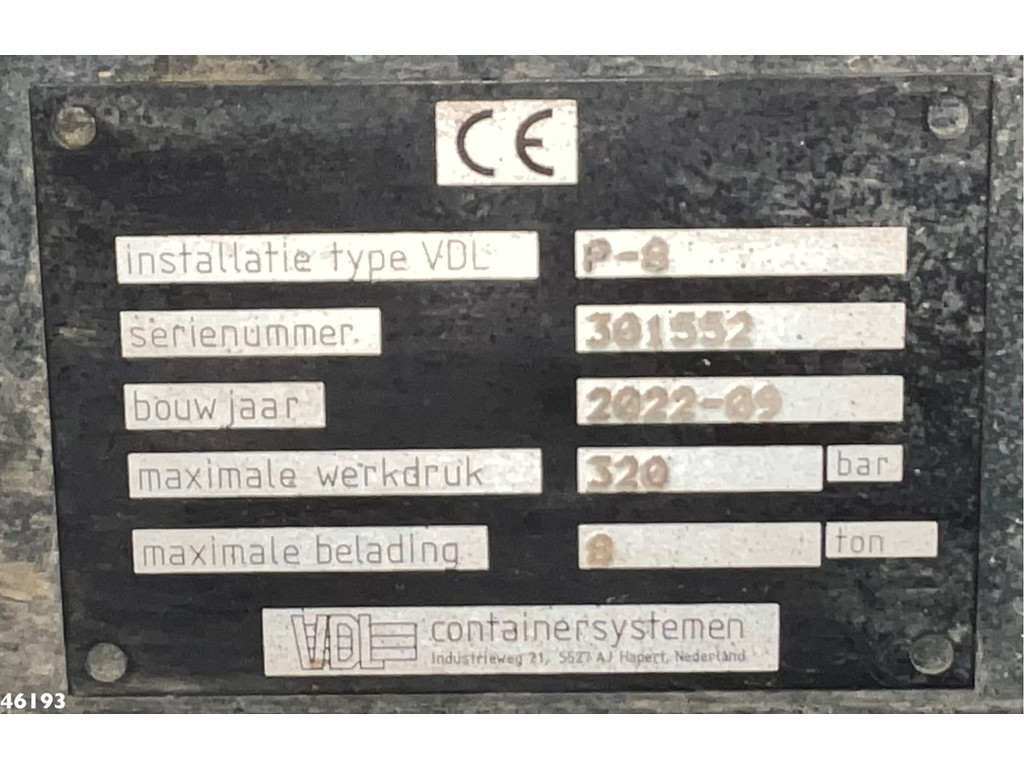 CE
installatie type VDL P-8
serienummer 301552
bouwjaar 2022-09
maximale werkdruk 320 bar
maximale belading 8 ton
VDL containersystemen
Industrieweg 21, 5527 AJ Hapert, Nederland
46193